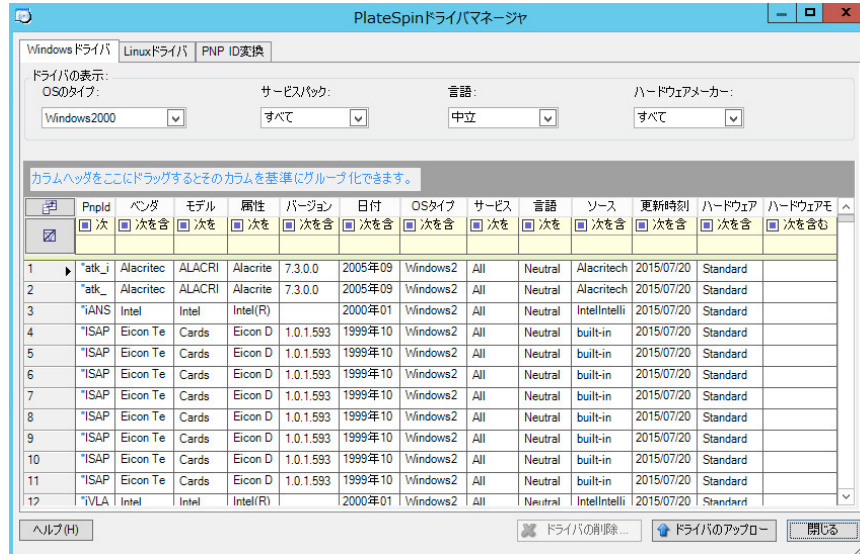 PlateSpinドライバマネージャ
Windowsドライバ Linuxドライバ PNP ID変換
ドライバの表示:
OSのタイプ: サービスパック: 言語: ハードウェアメーカー:
Windows2000 すべて 中立 すべて
カラムヘッダをここにドラッグするとそのカラムを基準にグループ化できます。
PnpId ベンダ モデル 属性 バージョン 日付 OSタイプ サービス 言語 ソース 更新時刻 ハードウェア ハードウェアモ
次 次を含 次を 次を 次を含 次を含 次を含 次を 次を 次を含 次を含 次を含 次を含む
1 "atk_i Alacritec ALACRI Alacrite 7.3.0.0 2005年09 Windows2 All Neutral Alacritech 2015/07/20 Standard
2 "atk_ Alacritec ALACRI Alacrite 7.3.0.0 2005年09 Windows2 All Neutral Alacritech 2015/07/20 Standard
3 "iANS Intel Intel Intel(R) 2000年01 Windows2 All Neutral IntelIntelli 2015/07/20 Standard
4 "ISAP Eicon Te Cards Eicon D 1.0.1.593 1999年10 Windows2 All Neutral built-in 2015/07/20 Standard
5 "ISAP Eicon Te Cards Eicon D 1.0.1.593 1999年10 Windows2 All Neutral built-in 2015/07/20 Standard
6 "ISAP Eicon Te Cards Eicon D 1.0.1.593 1999年10 Windows2 All Neutral built-in 2015/07/20 Standard
7 "ISAP Eicon Te Cards Eicon D 1.0.1.593 1999年10 Windows2 All Neutral built-in 2015/07/20 Standard
8 "ISAP Eicon Te Cards Eicon D 1.0.1.593 1999年10 Windows2 All Neutral built-in 2015/07/20 Standard
9 "ISAP Eicon Te Cards Eicon D 1.0.1.593 1999年10 Windows2 All Neutral built-in 2015/07/20 Standard
10 "ISAP Eicon Te Cards Eicon D 1.0.1.593 1999年10 Windows2 All Neutral built-in 2015/07/20 Standard
11 "ISAP Eicon Te Cards Eicon D 1.0.1.593 1999年10 Windows2 All Neutral built-in 2015/07/20 Standard
12 "iVLA Intel Intel Intel(R) 2000年01 Windows2 All Neutral IntelIntelli 2015/07/20 Standard
ヘルプ(H) ドライバの削除... ドライバのアップロー 閉じる